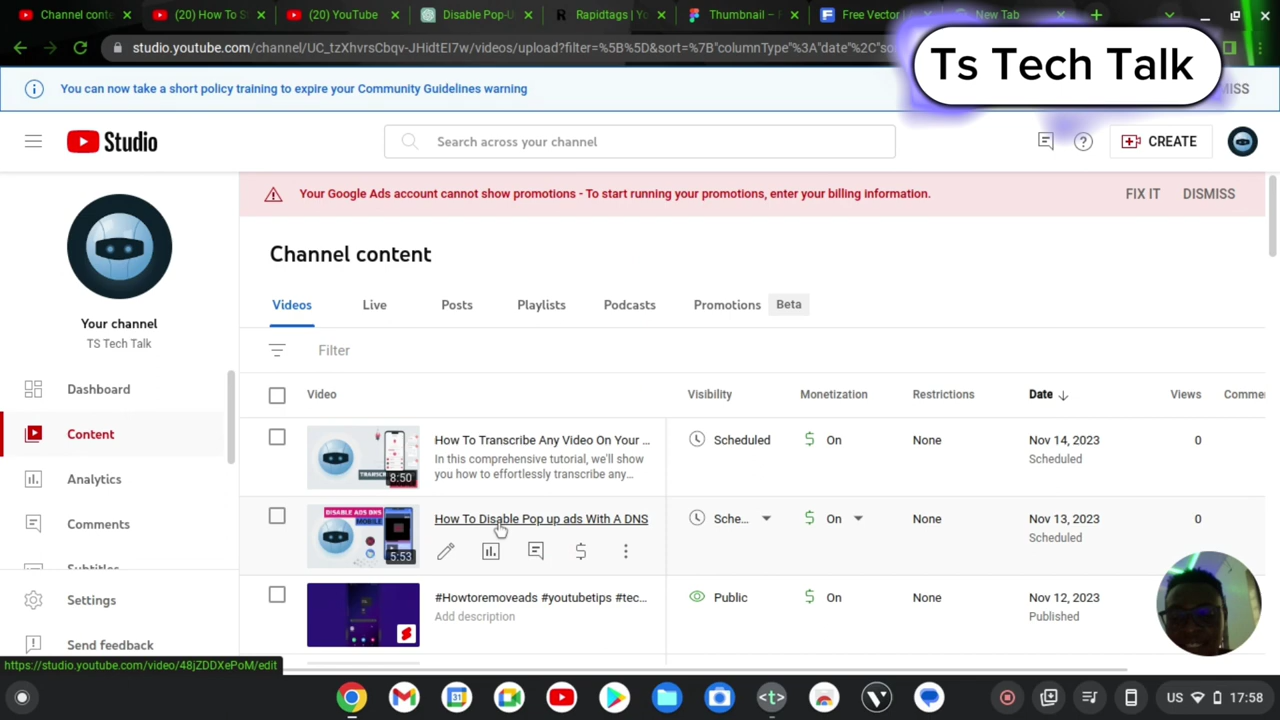 Channel conte
(20) How To S
(20) YouTube
Disable Pop-U
Rapidtags | Yo
Thumbnail –
Free Vector |
New Tab
studio.youtube.com/channel/UC_tzXhvrsCbqv-JHidtEI7w/videos/upload?filter=%5B%5D&sort=%7B"columnType"%3A"date"%2C"so
Ts Tech Talk
You can now take a short policy training to expire your Community Guidelines warning
MISS
Studio
Search across your channel
CREATE
Your Google Ads account cannot show promotions - To start running your promotions, enter your billing information.
FIX IT
DISMISS
Your channel
TS Tech Talk
Dashboard
Content
Analytics
Comments
Subtitles
Settings
Send feedback
Channel content
Videos
Live
Posts
Playlists
Podcasts
Promotions
Beta
Filter
Video
Visibility
Monetization
Restrictions
Date
Views
Comme
TRANSC
8:50
How To Transcribe Any Video On Your ...
In this comprehensive tutorial, we'll show
you how to effortlessly transcribe any...
Scheduled
On
None
Nov 14, 2023
Scheduled
0
DISABLE ADS DNS
MOBILE
5:53
How To Disable Pop up ads With A DNS
Sche...
On
None
Nov 13, 2023
Scheduled
0
#Howtoremoveads #youtubetips #tec...
Add description
Public
On
None
Nov 12, 2023
Published
https://studio.youtube.com/video/48jZDDXePoM/edit
US
17:58